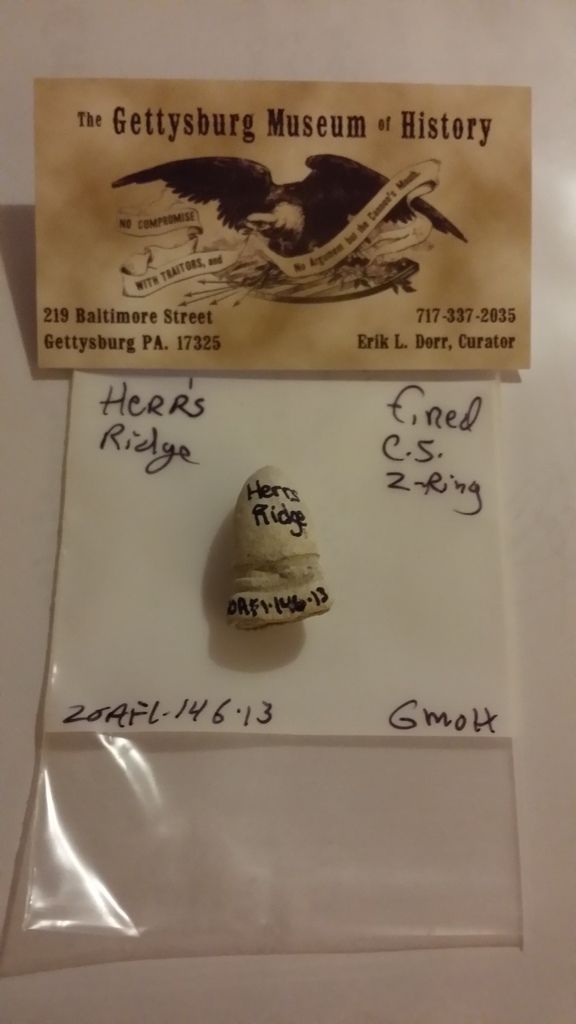 The Gettysburg Museum of History
NO COMPROMISE
WITH TRAITORS, and
No Argument but the Cannon's Mouth.
219 Baltimore Street
Gettysburg PA. 17325
717-337-2035
Erik L. Dorr, Curator
HERR'S
Ridge
fired
C.S.
2-Ring
Herrs
Ridge
20AFL-146-13
GMOH